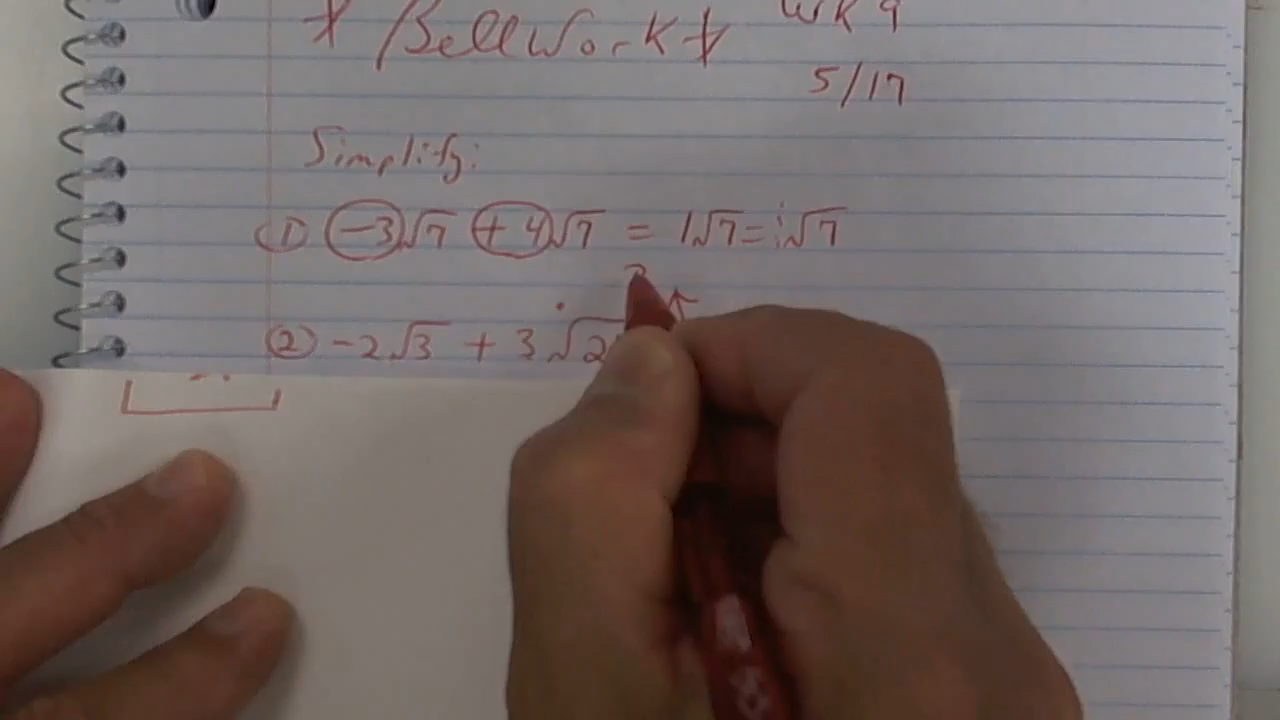 * BellWork * WK 9
5/17
Simplify:
① -3√7 +4√7 = 1√7 = i√7
② -2√3 + 3√2